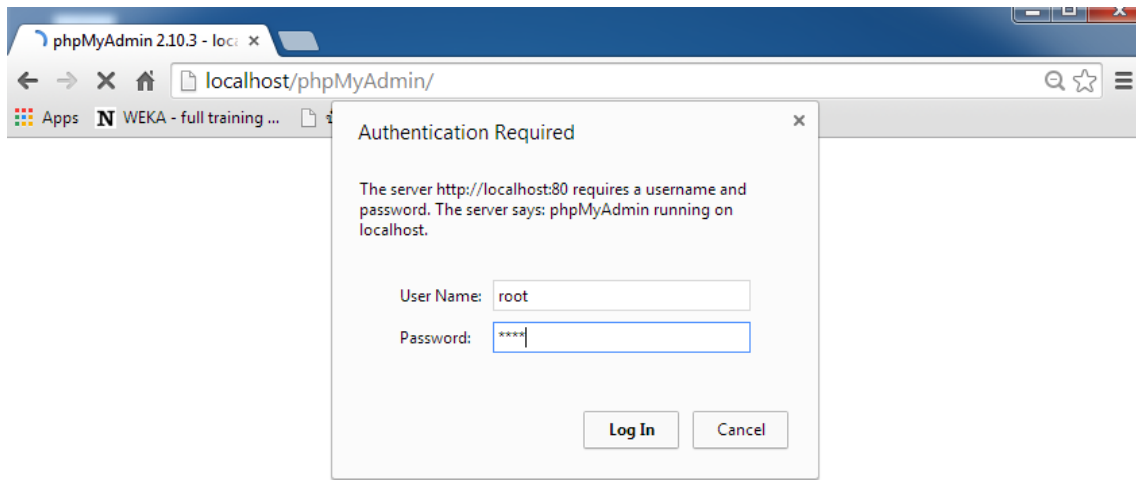 phpMyAdmin 2.10.3 - loca
localhost/phpMyAdmin/
Apps
WEKA - full training ...
Authentication Required
The server http://localhost:80 requires a username and
password. The server says: phpMyAdmin running on
localhost.
User Name: root
Password: ****
Log In Cancel